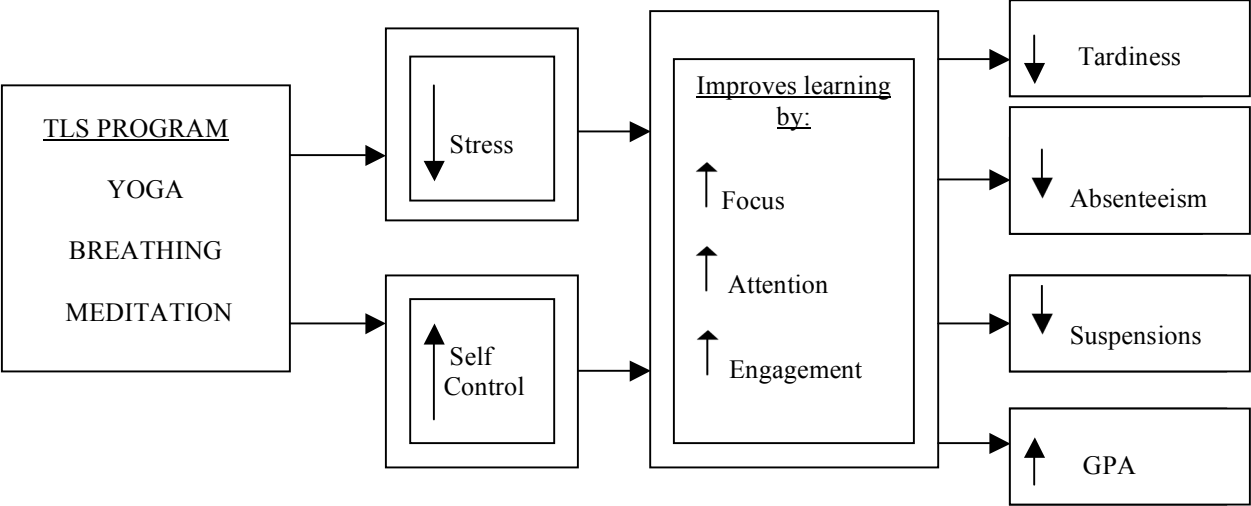 TLS PROGRAM
YOGA
BREATHING
MEDITATION
Stress
Self
Control
Improves learning
by:
Focus
Attention
Engagement
Tardiness
Absenteeism
Suspensions
GPA